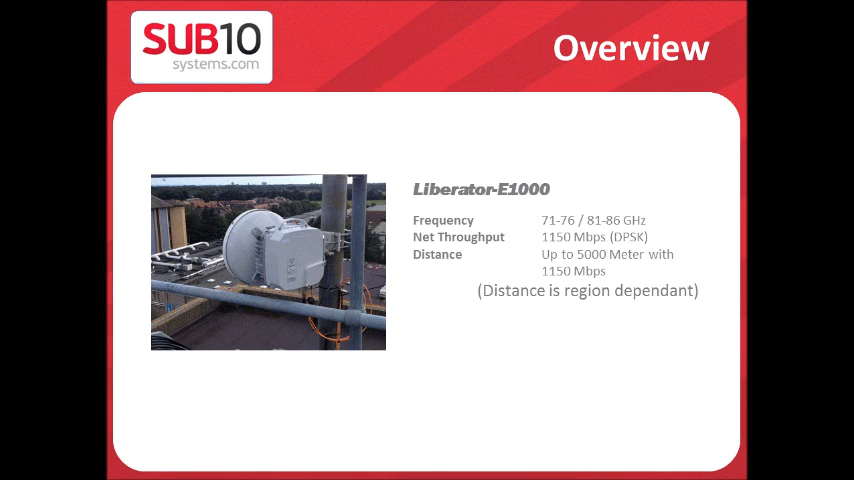 SUB10
systems.com
Overview
Liberator-E1000
Frequency 71-76 / 81-86 GHz
Net Throughput 1150 Mbps (DPSK)
Distance Up to 5000 Meter with
1150 Mbps
(Distance is region dependant)